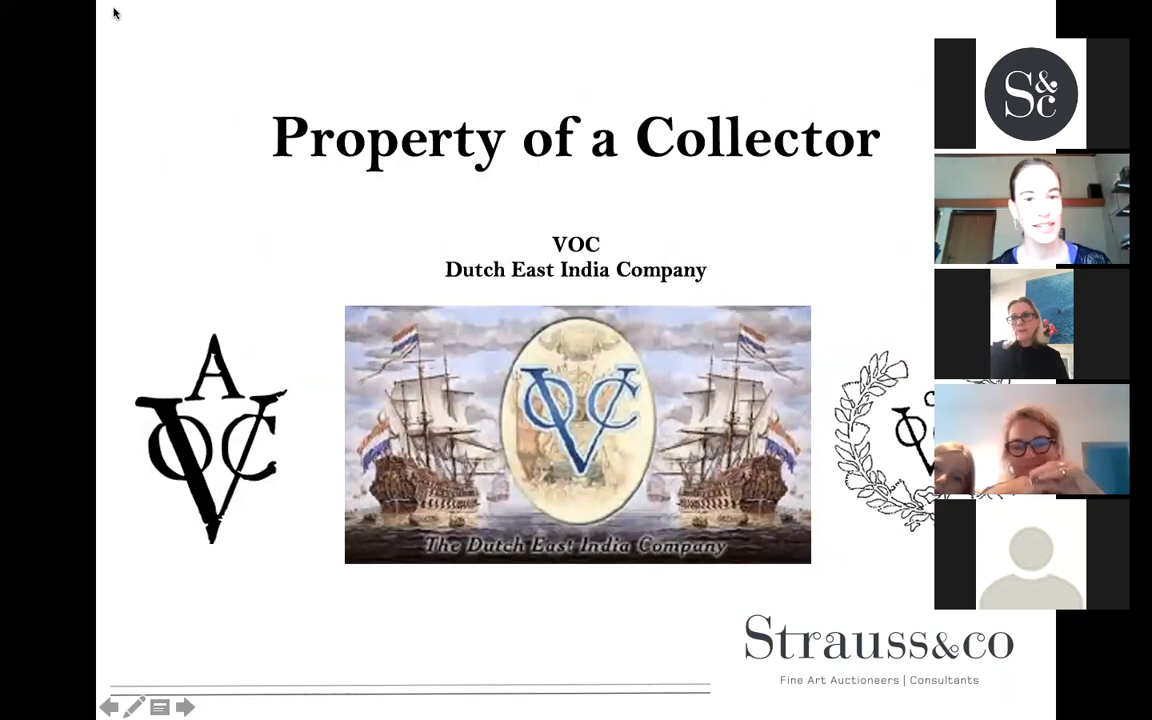 Property of a Collector
VOC
Dutch East India Company
A
VOC
VOC
The Dutch East India Company
S&c
Strauss&co
Fine Art Auctioneers | Consultants